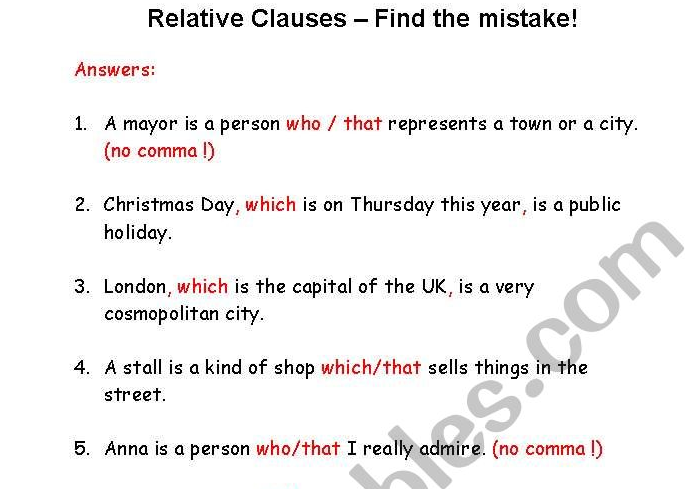 Relative Clauses – Find the mistake!
Answers:
1. A mayor is a person who / that represents a town or a city.
(no comma !)
2. Christmas Day, which is on Thursday this year, is a public
holiday.
3. London, which is the capital of the UK, is a very
cosmopolitan city.
4. A stall is a kind of shop which/that sells things in the
street.
5. Anna is a person who/that I really admire. (no comma !)
bles.com